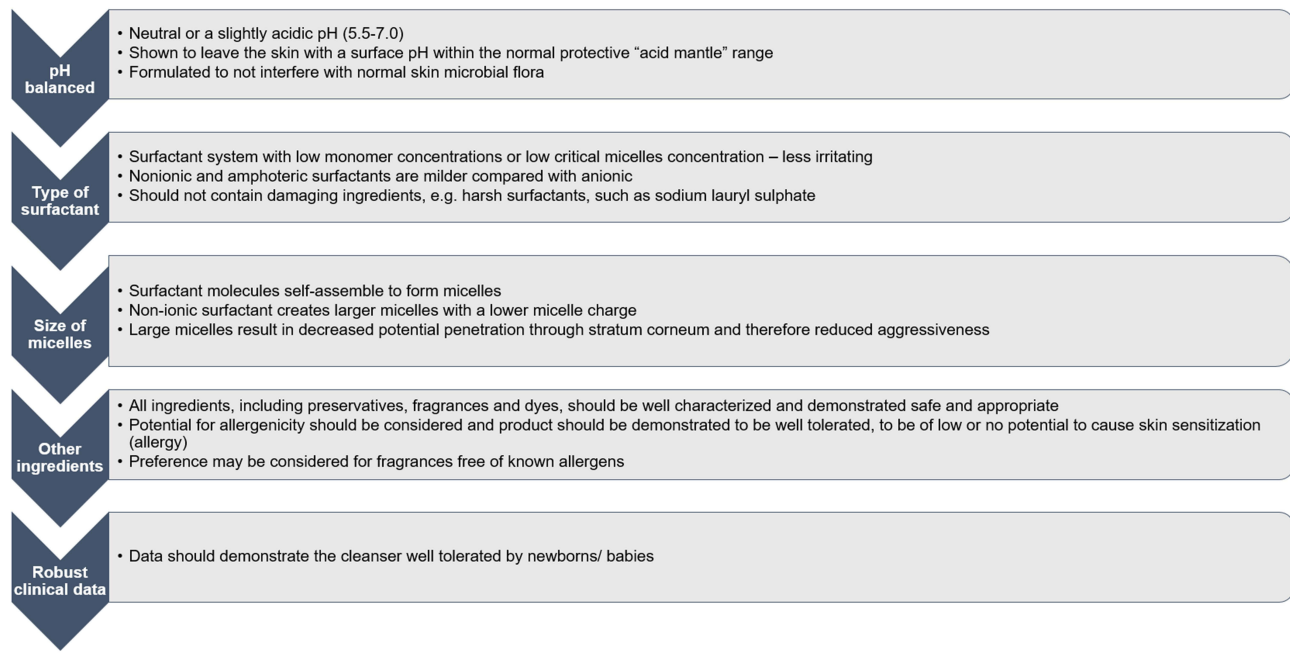 pH
balanced
• Neutral or a slightly acidic pH (5.5-7.0)
• Shown to leave the skin with a surface pH within the normal protective “acid mantle” range
• Formulated to not interfere with normal skin microbial flora
Type of
surfactant
• Surfactant system with low monomer concentrations or low critical micelles concentration – less irritating
• Nonionic and amphoteric surfactants are milder compared with anionic
• Should not contain damaging ingredients, e.g. harsh surfactants, such as sodium lauryl sulphate
Size of
micelles
• Surfactant molecules self-assemble to form micelles
• Non-ionic surfactant creates larger micelles with a lower micelle charge
• Large micelles result in decreased potential penetration through stratum corneum and therefore reduced aggressiveness
Other
ingredients
• All ingredients, including preservatives, fragrances and dyes, should be well characterized and demonstrated safe and appropriate
• Potential for allergenicity should be considered and product should be demonstrated to be well tolerated, to be of low or no potential to cause skin sensitization
(allergy)
• Preference may be considered for fragrances free of known allergens
Robust
clinical data
• Data should demonstrate the cleanser well tolerated by newborns/ babies